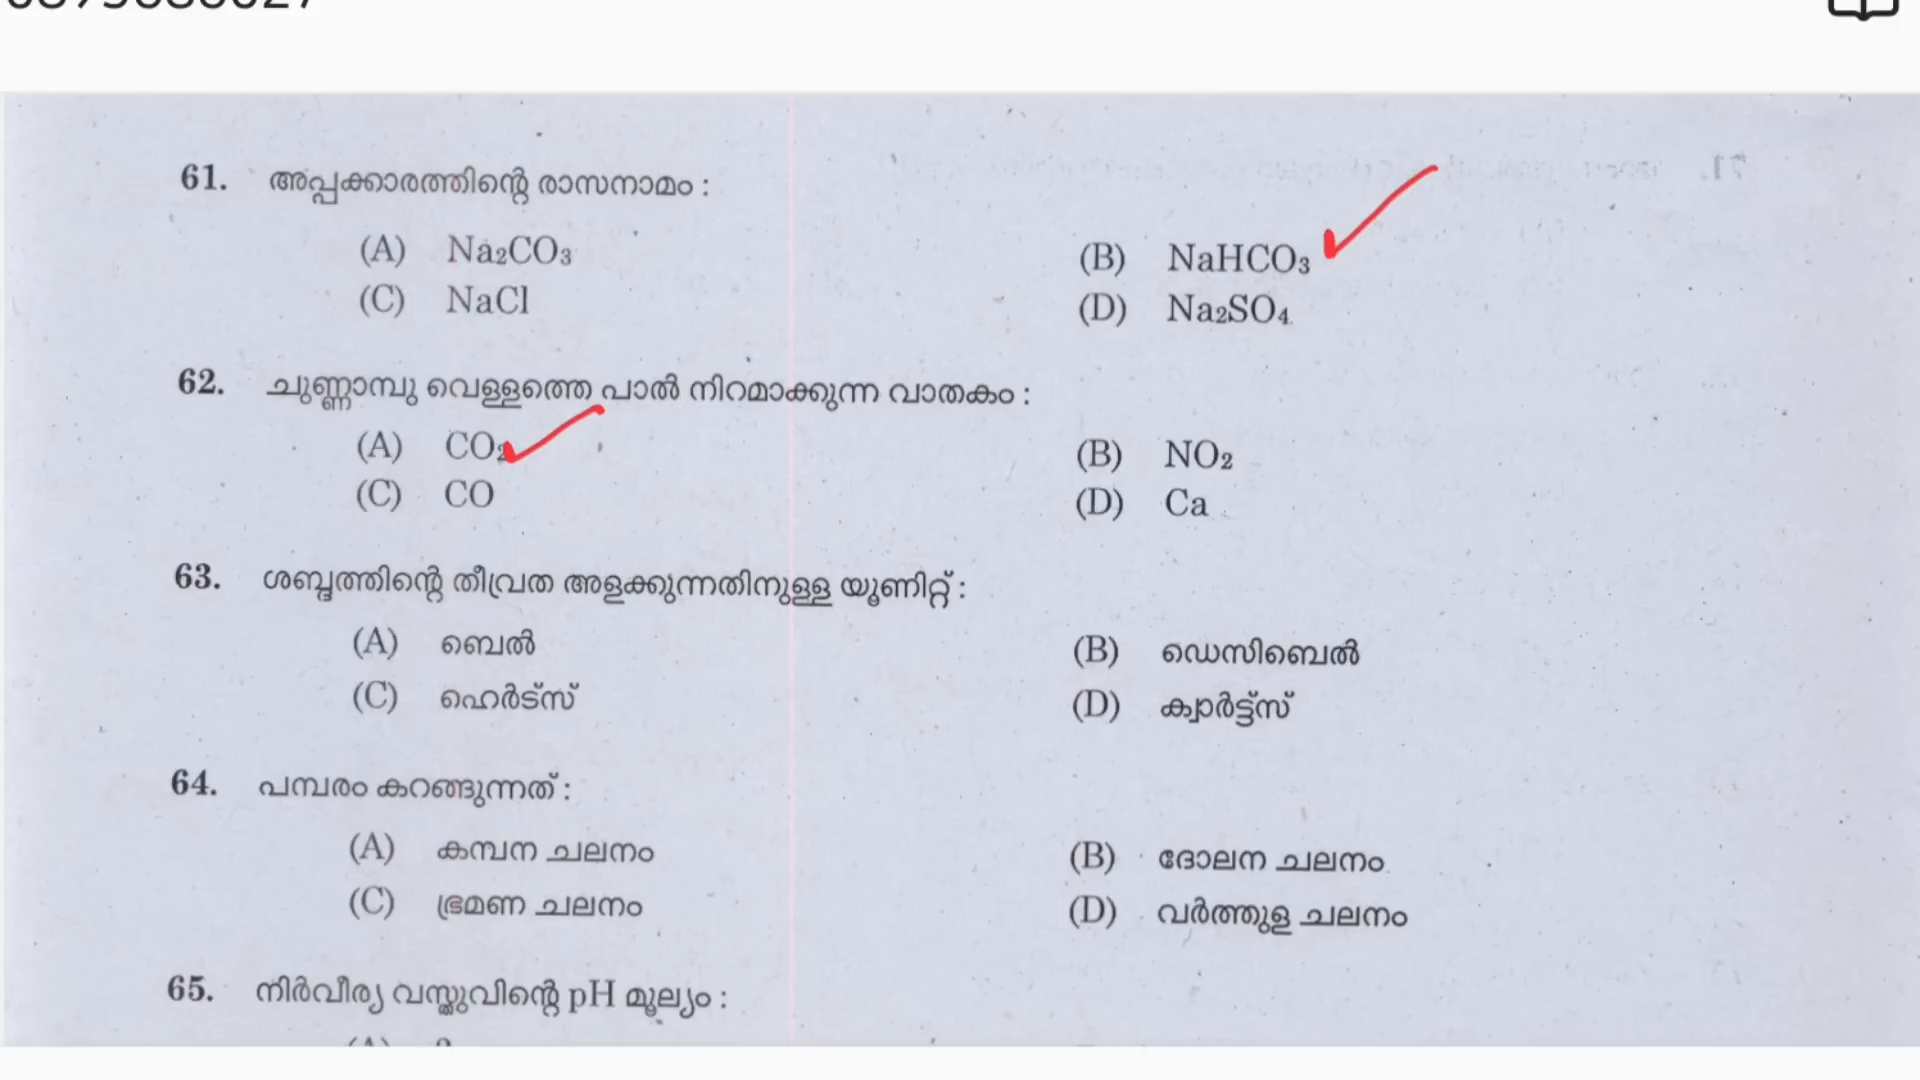 61. അപ്പക്കാരത്തിന്റെ രാസനാമം :
(A) Na₂CO₃ (B) NaHCO₃
(C) NaCl (D) Na₂SO₄
62. ചുണ്ണാമ്പു വെള്ളത്തെ പാൽ നിറമാക്കുന്ന വാതകം :
(A) CO₂ (B) NO₂
(C) CO (D) Ca
63. ശബ്ദത്തിന്റെ തീവ്രത അളക്കുന്നതിനുള്ള യൂണിറ്റ് :
(A) ബെൽ (B) ഡെസിബെൽ
(C) ഹെർട്സ് (D) ക്വാർട്ട്സ്
64. പമ്പരം കറങ്ങുന്നത് :
(A) കമ്പന ചലനം (B) ദോലന ചലനം
(C) ഭ്രമണ ചലനം (D) വർത്തുള ചലനം
65. നിർവീര്യ വസ്തുവിന്റെ pH മൂല്യം :